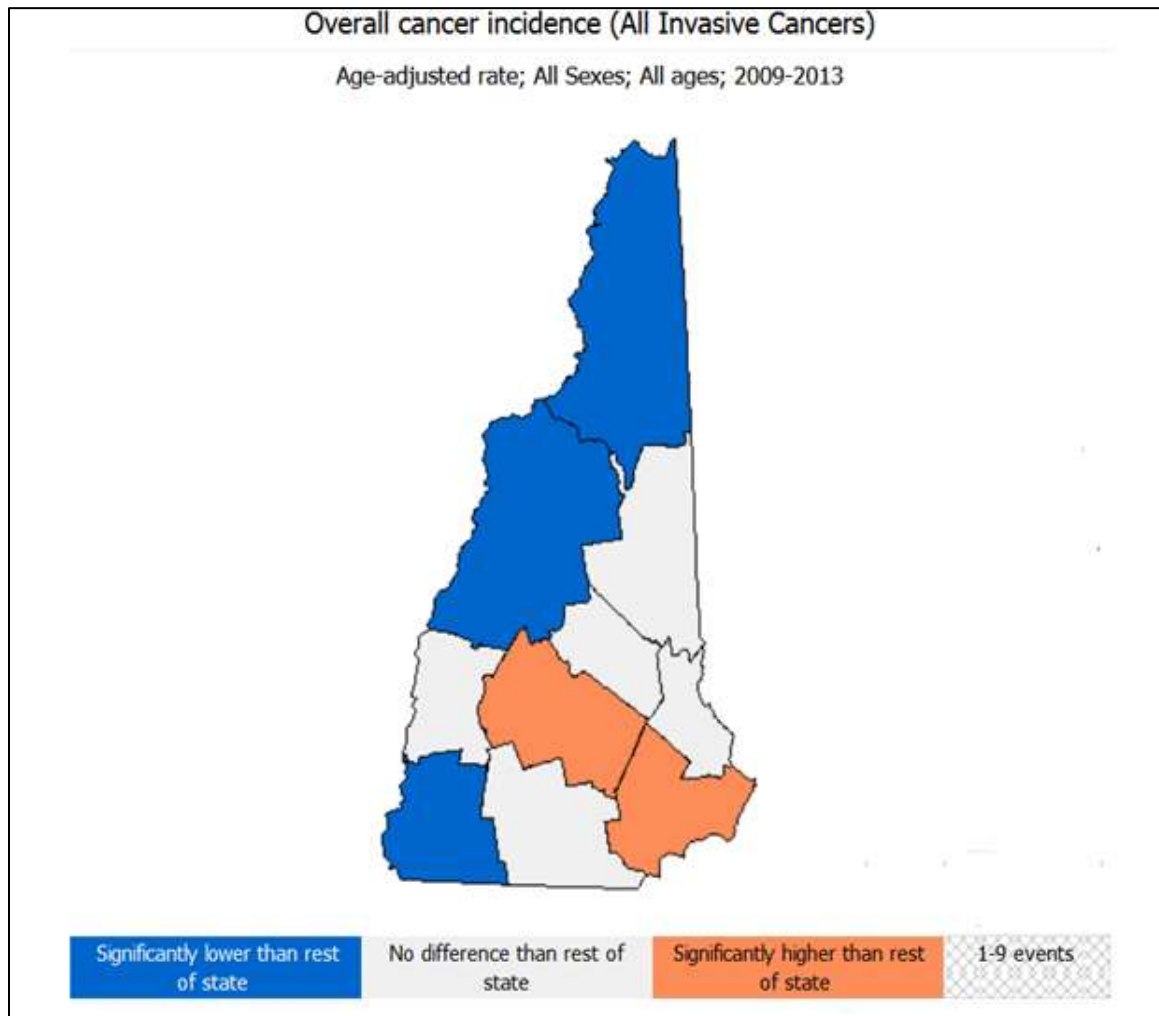 Overall cancer incidence (All Invasive Cancers)
Age-adjusted rate; All Sexes; All ages; 2009-2013
Significantly lower than rest
of state
No difference than rest of
state
Significantly higher than rest
of state
1-9 events